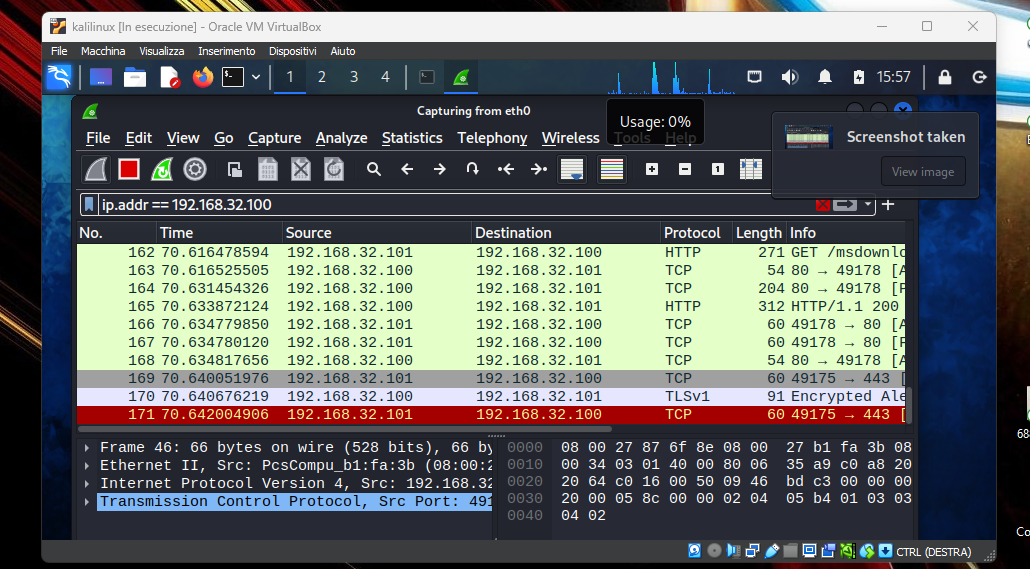 kalilinux [In esecuzione] - Oracle VM VirtualBox
File Macchina Visualizza Inserimento Dispositivi Aiuto
1 2 3 4 15:57
Capturing from eth0
Usage: 0%
Screenshot taken
View image
File Edit View Go Capture Analyze Statistics Telephony Wireless Tools Help
ip.addr == 192.168.32.100
No. Time Source Destination Protocol Length Info
162 70.616478594 192.168.32.101 192.168.32.100 HTTP 271 GET /msdownlo
163 70.616525505 192.168.32.100 192.168.32.101 TCP 54 80 → 49178 [A
164 70.631454326 192.168.32.100 192.168.32.101 TCP 204 80 → 49178 [P
165 70.633872124 192.168.32.100 192.168.32.101 HTTP 312 HTTP/1.1 200
166 70.634779850 192.168.32.101 192.168.32.100 TCP 60 49178 → 80 [A
167 70.634780120 192.168.32.101 192.168.32.100 TCP 60 49178 → 80 [F
168 70.634817656 192.168.32.100 192.168.32.101 TCP 54 80 → 49178 [A
169 70.640051976 192.168.32.101 192.168.32.100 TCP 60 49175 → 443 [
170 70.640676219 192.168.32.100 192.168.32.101 TLSv1 91 Encrypted Ale
171 70.642004906 192.168.32.101 192.168.32.100 TCP 60 49175 → 443 [
Frame 46: 66 bytes on wire (528 bits), 66 by
Ethernet II, Src: PcsCompu_b1:fa:3b (08:00:2
Internet Protocol Version 4, Src: 192.168.32
Transmission Control Protocol, Src Port: 491
0000 08 00 27 87 6f 8e 08 00 27 b1 fa 3b 08
0010 00 34 03 01 40 00 80 06 35 a9 c0 a8 20
0020 20 64 c0 16 00 50 09 46 bd c3 00 00 00
0030 20 00 05 8c 00 00 02 04 05 b4 01 03 03
0040 04 02
CTRL (DESTRA)
68
Co